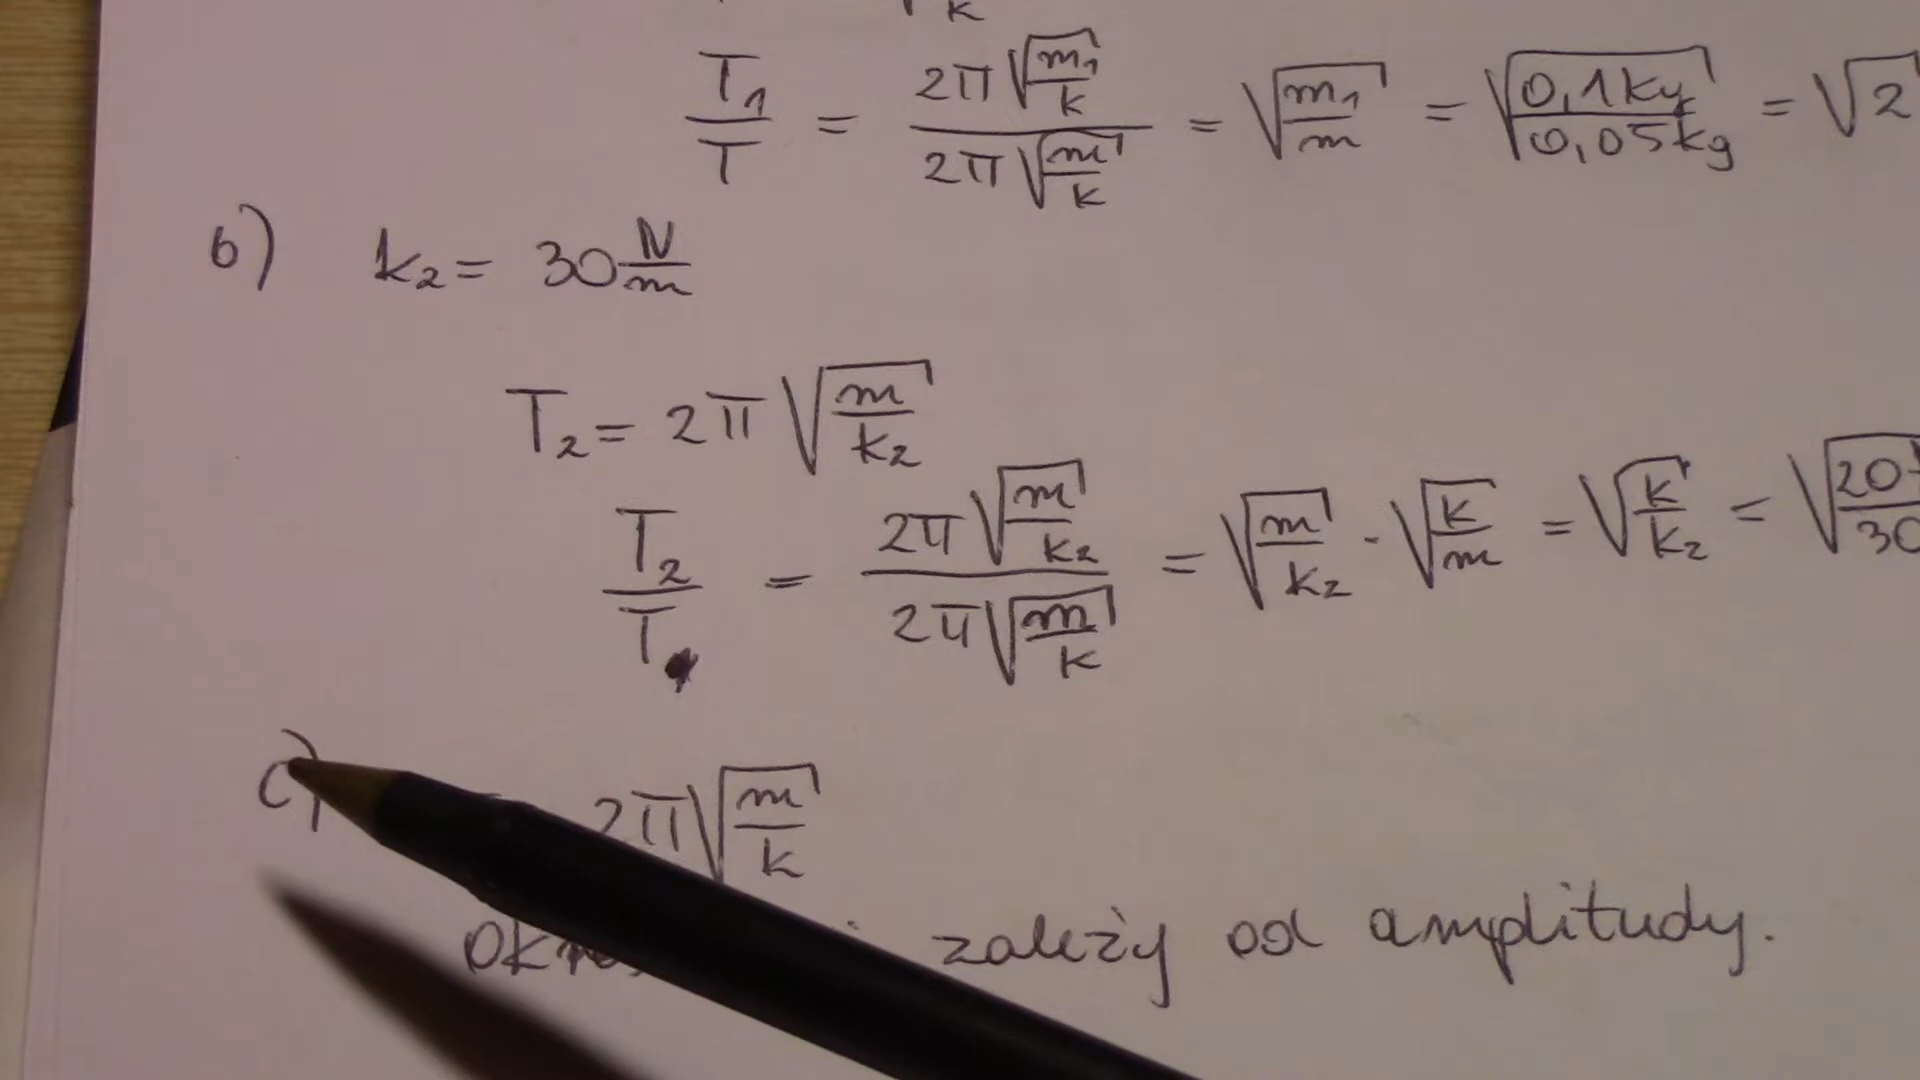 k
T₁/T = 2π√(m₁/k) / 2π√(m/k) = √(m₁/m) = √(0,1kg/0,05kg) = √2
b) k₂ = 30 N/m
T₂ = 2π√(m/k₂)
T₂/T = 2π√(m/k₂) / 2π√(m/k) = √(m/k₂) · √(k/m) = √(k/k₂) = √(20/30
c) 2π√(m/k)
zależy od amplitudy.